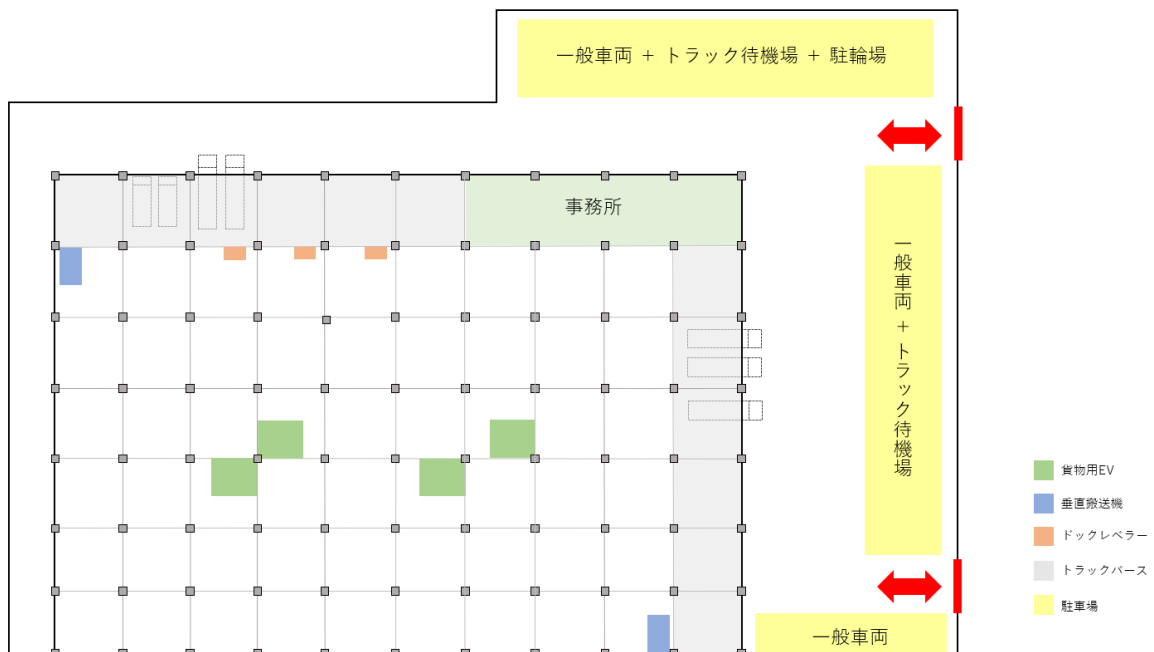 一般車両 + トラック待機場 + 駐輪場
事務所
一般車両 + トラック待機場
貨物用EV
垂直搬送機
ドックレベラー
トラックバース
駐車場
一般車両